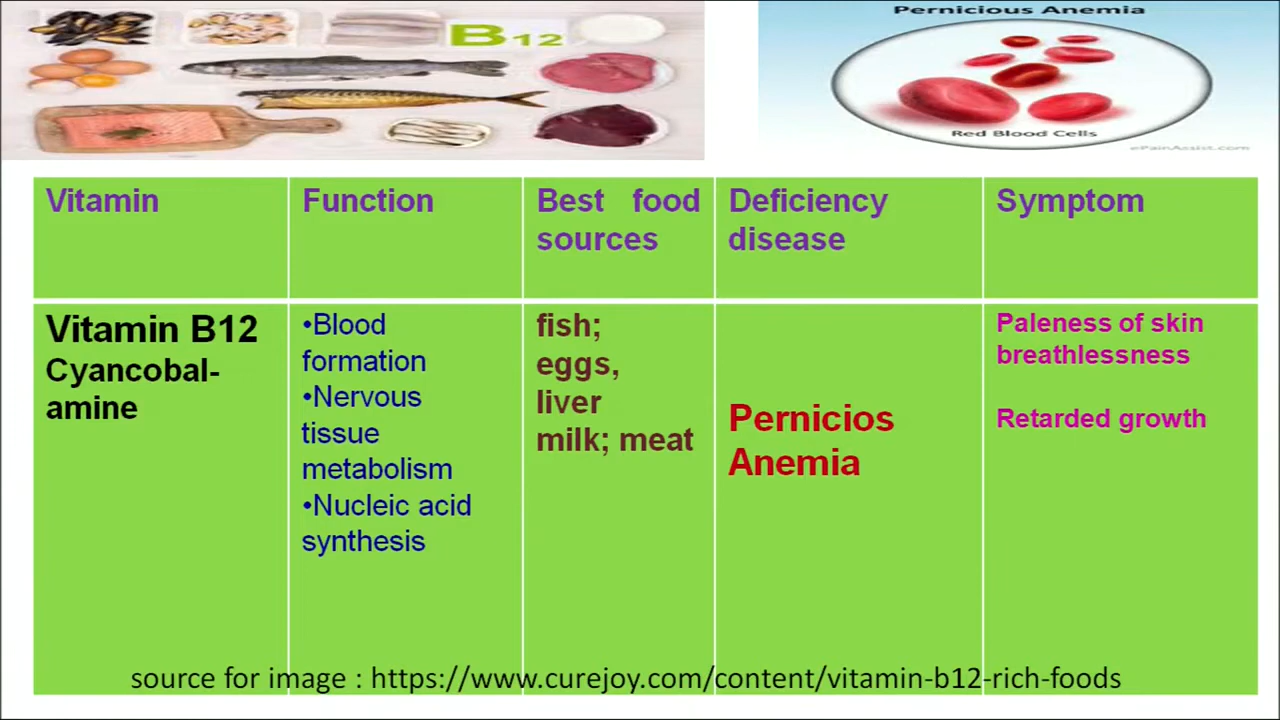 B12
Pernicious Anemia
Red Blood Cells
ePainAssist.com
Vitamin
Function
Best food
sources
Deficiency
disease
Symptom
Vitamin B12
Cyancobal-
amine
•Blood
formation
•Nervous
tissue
metabolism
•Nucleic acid
synthesis
fish;
eggs,
liver
milk; meat
Pernicios
Anemia
Paleness of skin
breathlessness
Retarded growth
source for image : https://www.curejoy.com/content/vitamin-b12-rich-foods